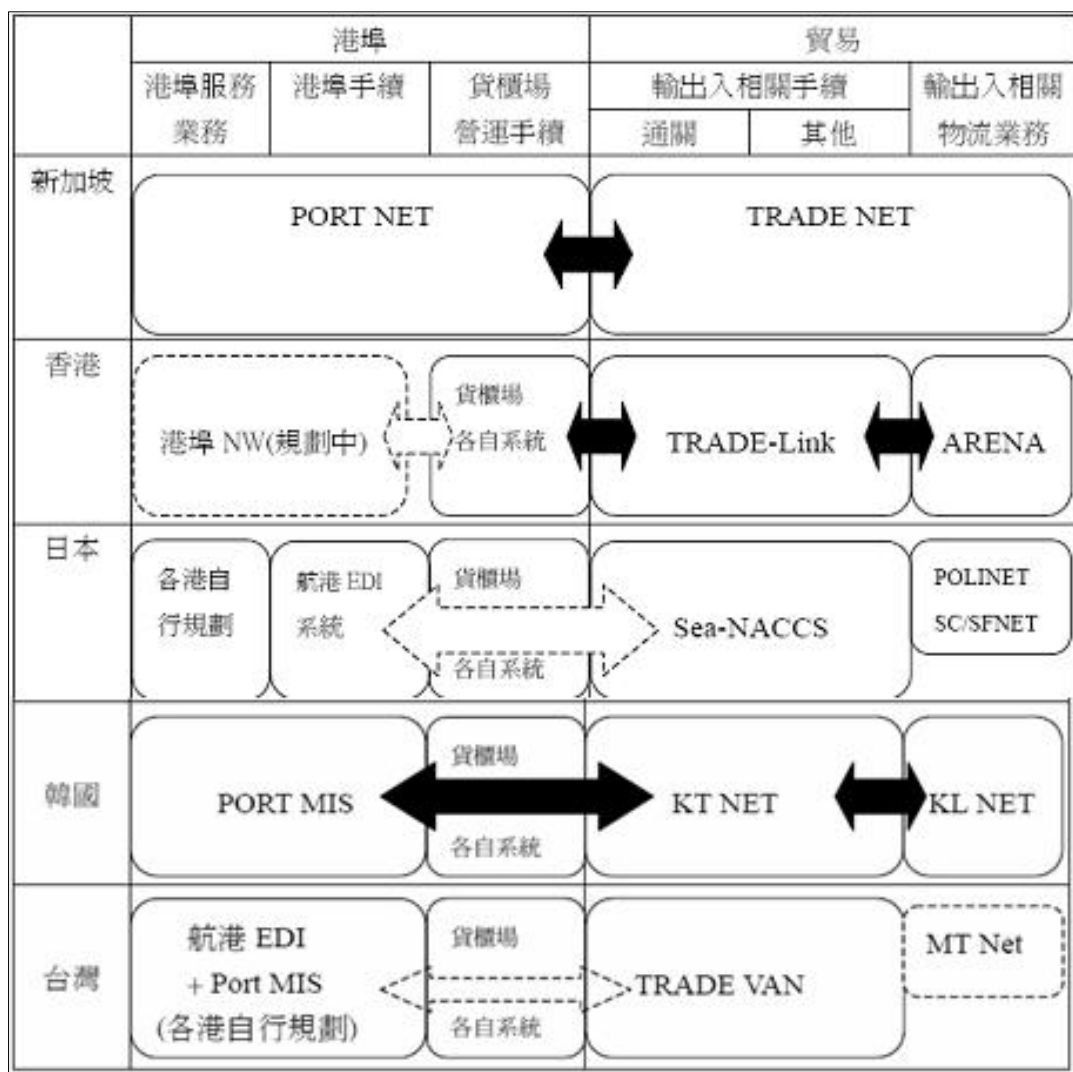 港埠
貿易
港埠服務
業務
港埠手續
貨櫃場
營運手續
輸出入相關手續
通關
其他
輸出入相關
物流業務
新加坡
PORT NET
TRADE NET
香港
港埠 NW(規劃中)
貨櫃場
各自系統
TRADE-Link
ARENA
日本
各港自
行規劃
航港 EDI
系統
貨櫃場
各自系統
Sea-NACCS
POLINET
SC/SFNET
韓國
PORT MIS
貨櫃場
各自系統
KT NET
KL NET
台灣
航港 EDI
+ Port MIS
(各港自行規劃)
貨櫃場
各自系統
TRADE VAN
MT Net